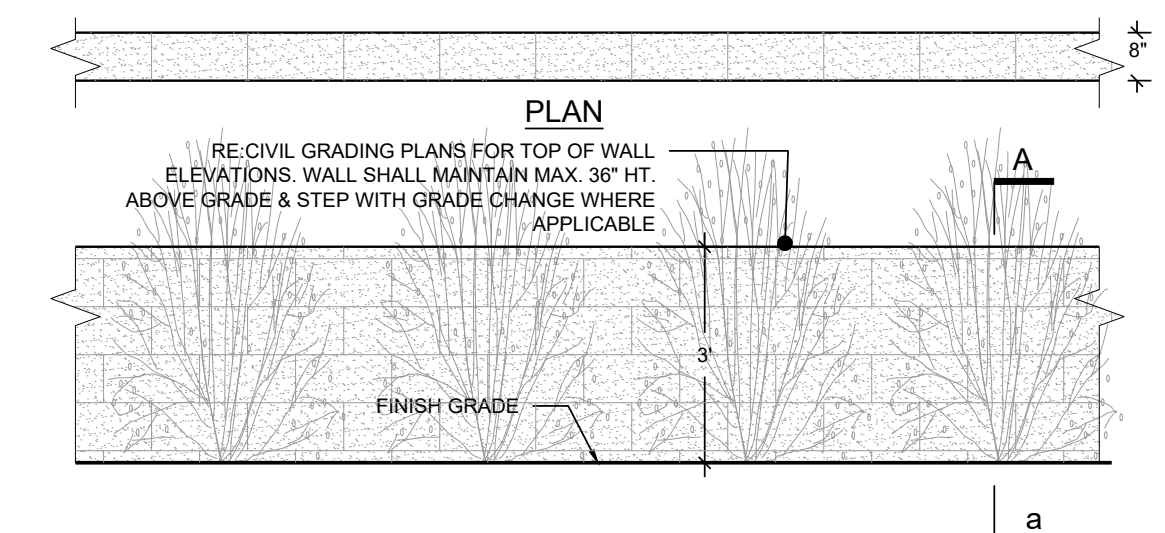 8"
PLAN
RE:CIVIL GRADING PLANS FOR TOP OF WALL
ELEVATIONS. WALL SHALL MAINTAIN MAX. 36" HT.
ABOVE GRADE & STEP WITH GRADE CHANGE WHERE
APPLICABLE
A
3'
FINISH GRADE
a